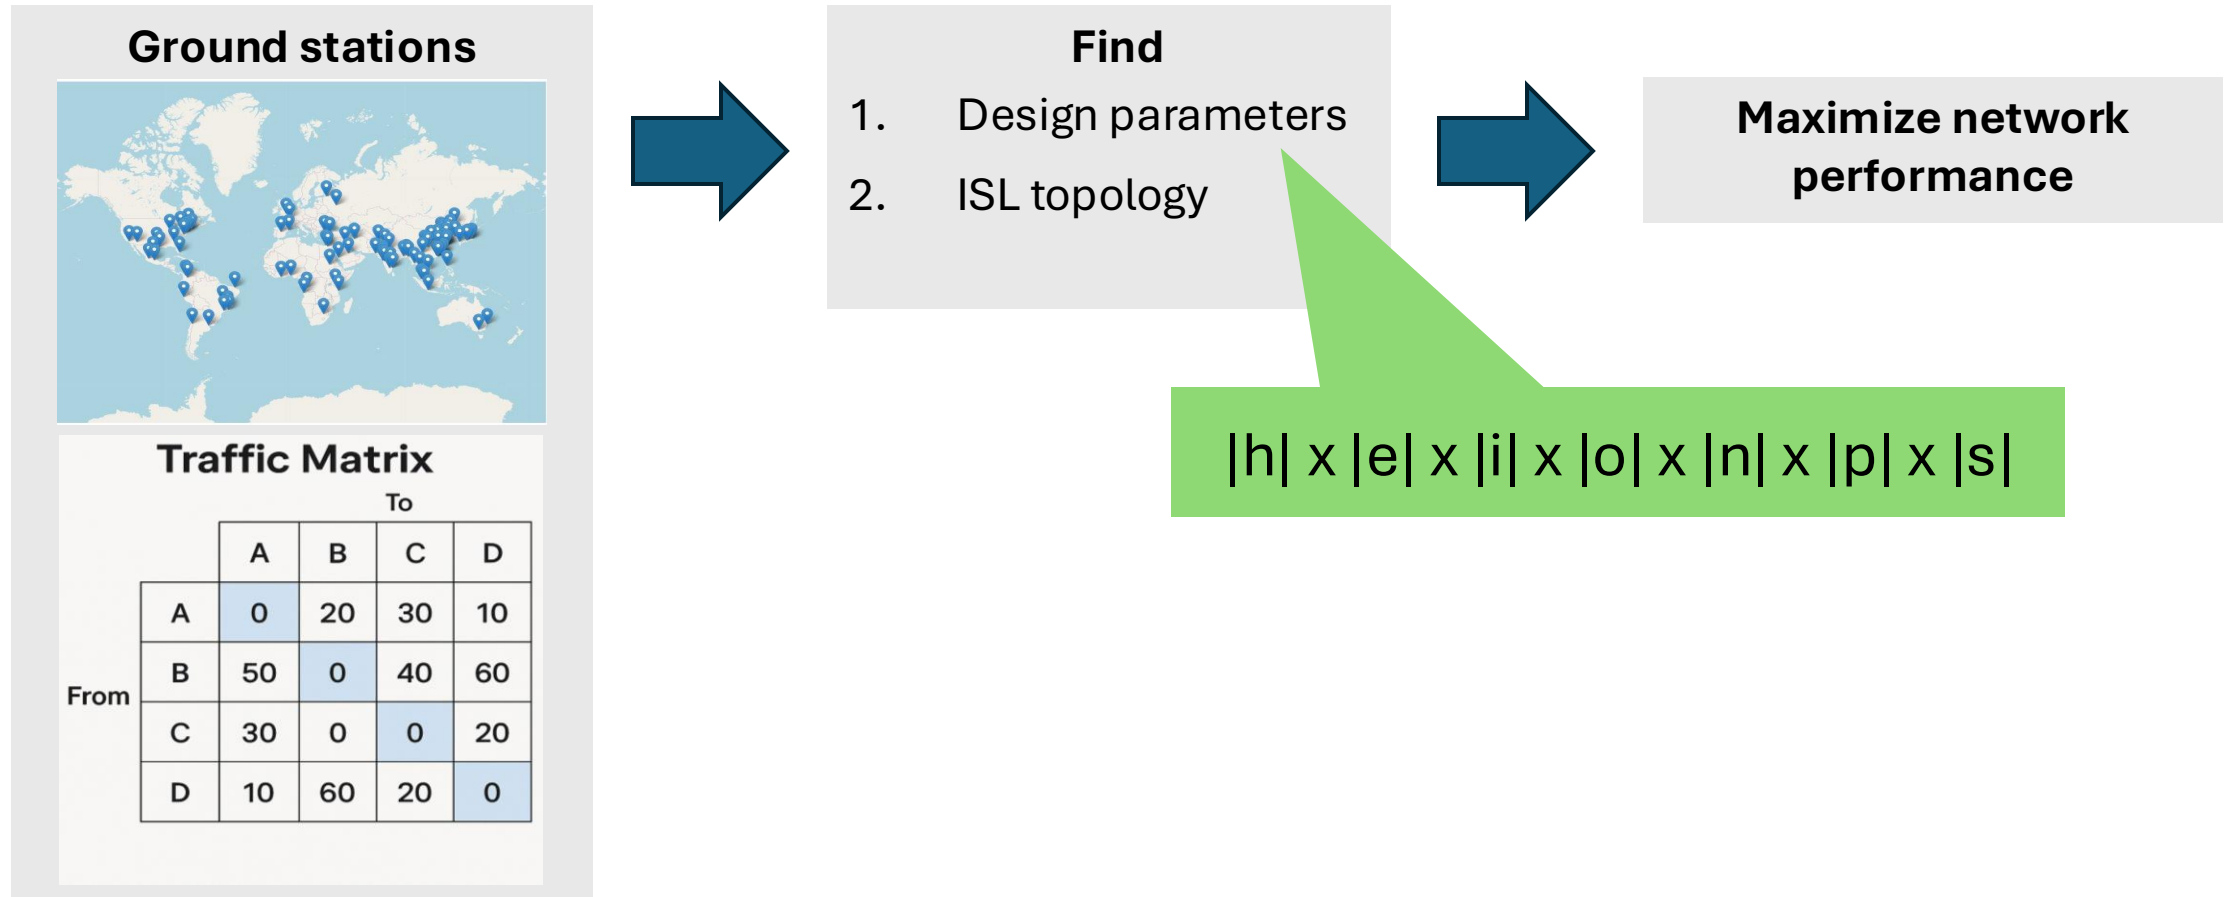 Ground stations
Traffic Matrix
To
A B C D
A 0 20 30 10
B 50 0 40 60
From
C 30 0 0 20
D 10 60 20 0
Find
1. Design parameters
2. ISL topology
|h| x |e| x |i| x |o| x |n| x |p| x |s|
Maximize network
performance